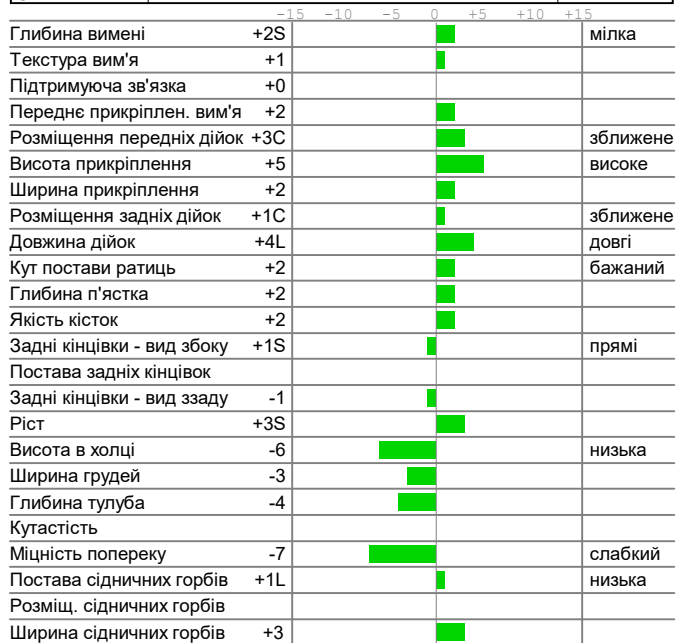 -15 -10 -5 0 +5 +10 +15
Глибина вимені +2S мілка
Текстура вим'я +1
Підтримуюча зв'язка +0
Переднє прикріплен. вим'я +2
Розміщення передніх дійок +3C зближене
Висота прикріплення +5 високе
Ширина прикріплення +2
Розміщення задніх дійок +1C зближене
Довжина дійок +4L довгі
Кут постави ратиць +2 бажаний
Глибина п'ястка +2
Якість кісток +2
Задні кінцівки - вид збоку +1S прямі
Постава задніх кінцівок
Задні кінцівки - вид ззаду -1
Ріст +3S
Висота в холці -6 низька
Ширина грудей -3
Глибина тулуба -4
Кутастість
Міцність попереку -7 слабкий
Постава сідничних горбів +1L низька
Розміщ. сідничних горбів
Ширина сідничних горбів +3